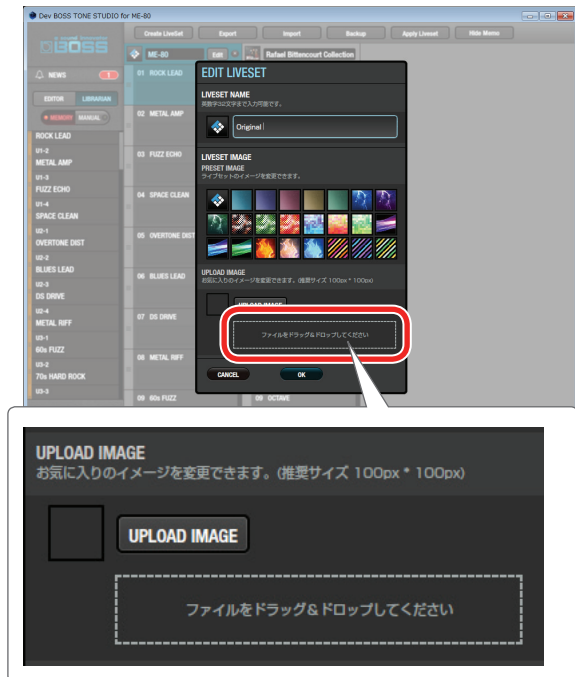 Dev BOSS TONE STUDIO for ME-80
Create LiveSet
Export
Import
Backup
Apply Liveset
Hide Memo
BOSS
ME-80
Edit
Rafael Bittencourt Collection
NEWS
EDITOR
LIBRARIAN
MEMORY
MANUAL
ROCK LEAD
U1-2
METAL AMP
U1-3
FUZZ ECHO
U1-4
SPACE CLEAN
U2-1
OVERTONE DIST
U2-2
BLUES LEAD
U2-3
DS DRIVE
U2-4
METAL RIFF
U3-1
60s FUZZ
U3-2
70s HARD ROCK
U3-3
01 ROCK LEAD
02 METAL AMP
03 FUZZ ECHO
04 SPACE CLEAN
05 OVERTONE DIST
06 BLUES LEAD
07 DS DRIVE
08 METAL RIFF
09 60s FUZZ
09 OCTAVE
EDIT LIVESET
LIVESET NAME
英数字32文字まで入力可能です。
Original
LIVESET IMAGE
PRESET IMAGE
ライブセットのイメージを変更できます。
UPLOAD IMAGE
お気に入りのイメージを変更できます。(推奨サイズ 100px * 100px)
UPLOAD IMAGE
ファイルをドラッグ&ドロップしてください
CANCEL
OK
UPLOAD IMAGE
お気に入りのイメージを変更できます。(推奨サイズ 100px * 100px)
UPLOAD IMAGE
ファイルをドラッグ&ドロップしてください